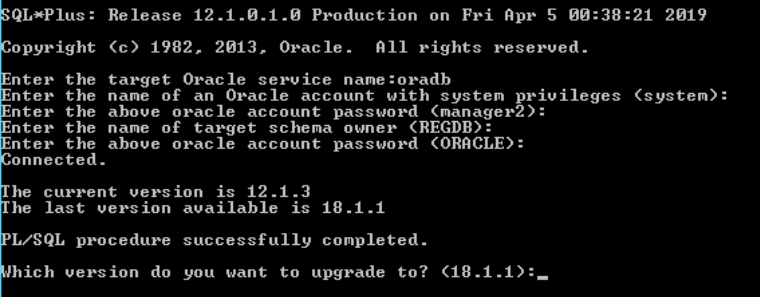 SQL*Plus: Release 12.1.0.1.0 Production on Fri Apr 5 00:38:21 2019
Copyright (c) 1982, 2013, Oracle.  All rights reserved.
Enter the target Oracle service name:oradb
Enter the name of an Oracle account with system privileges (system):
Enter the above oracle account password (manager2):
Enter the name of target schema owner (REGDB):
Enter the above oracle account password (ORACLE):
Connected.
The current version is 12.1.3
The last version available is 18.1.1
PL/SQL procedure successfully completed.
Which version do you want to upgrade to? (18.1.1):_